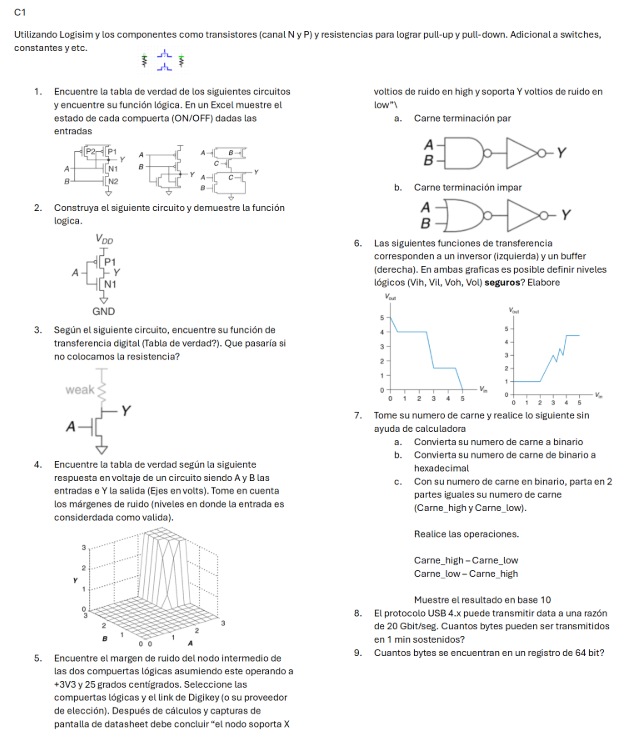 C1
Utilizando Logisim y los componentes como transistores (canal N y P) y resistencias para lograr pull-up y pull-down. Adicional a switches,
constantes y etc.
1. Encuentre la tabla de verdad de los siguientes circuitos
y encuentre su función lógica. En un Excel muestre el
estado de cada compuerta (ON/OFF) dadas las
entradas
P2 P1
A N1 Y
B N2
A
B
Y
A B
C
A C Y
B
2. Construya el siguiente circuito y demuestre la función
logica.
VDD
P1
A Y
N1
GND
3. Según el siguiente circuito, encuentre su función de
transferencia digital (Tabla de verdad?). Que pasaría si
no colocamos la resistencia?
weak
Y
A
4. Encuentre la tabla de verdad según la siguiente
respuesta en voltaje de un circuito siendo A y B las
entradas e Y la salida (Ejes en volts). Tome en cuenta
los márgenes de ruido (niveles en donde la entrada es
considerdada como valida).
3
2
Y
1
0
3
2
B
1
0 0
1
A
2
3
5. Encuentre el margen de ruido del nodo intermedio de
las dos compuertas lógicas asumiendo este operando a
+3V3 y 25 grados centígrados. Seleccione las
compuertas lógicas y el link de Digikey (o su proveedor
de elección). Después de cálculos y capturas de
pantalla de datasheet debe concluir “el nodo soporta X
voltios de ruido en high y soporta Y voltios de ruido en
low”\
a. Carne terminación par
A
B
Y
b. Carne terminación impar
A
B
Y
6. Las siguientes funciones de transferencia
corresponden a un inversor (izquierda) y un buffer
(derecha). En ambas graficas es posible definir niveles
lógicos (Vih, Vil, Voh, Vol) seguros? Elabore
Vout
5
4
3
2
1
0
0 1 2 3 4 5
Vin
Vout
5
4
3
2
1
0
0 1 2 3 4 5
Vin
7. Tome su numero de carne y realice lo siguiente sin
ayuda de calculadora
a. Convierta su numero de carne a binario
b. Convierta su numero de carne de binario a
hexadecimal
c. Con su numero de carne en binario, parta en 2
partes iguales su numero de carne
(Carne_high y Carne_low).
Realice las operaciones.
Carne_high – Carne_low
Carne_low – Carne_high
Muestre el resultado en base 10
8. El protocolo USB 4.x puede transmitir data a una razón
de 20 Gbit/seg. Cuantos bytes pueden ser transmitidos
en 1 min sostenidos?
9. Cuantos bytes se encuentran en un registro de 64 bit?